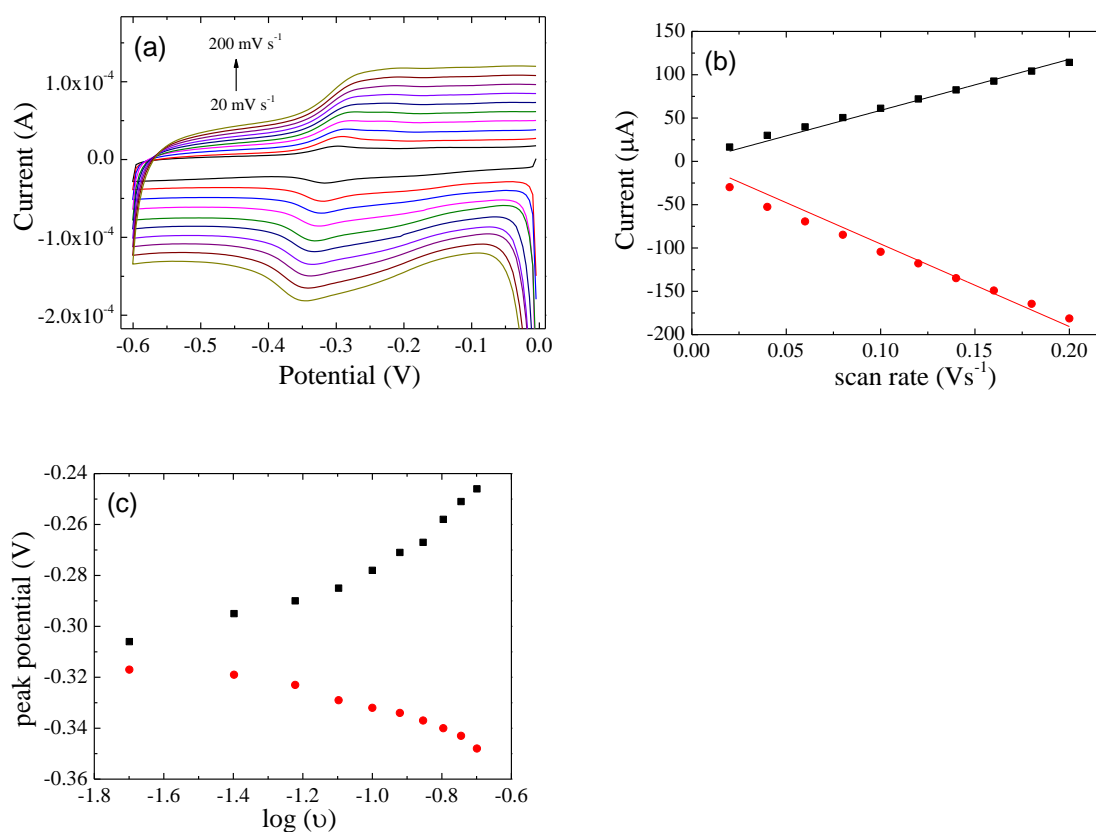 (a)
200 mV s⁻¹
20 mV s⁻¹
1.0x10⁻⁴
0.0
-1.0x10⁻⁴
-2.0x10⁻⁴
Current (A)
-0.6 -0.5 -0.4 -0.3 -0.2 -0.1 0.0
Potential (V)
(b)
150
100
50
0
-50
-100
-150
-200
Current (µA)
0.00 0.05 0.10 0.15 0.20
scan rate (Vs⁻¹)
(c)
-0.24
-0.26
-0.28
-0.30
-0.32
-0.34
-0.36
peak potential (V)
-1.8 -1.6 -1.4 -1.2 -1.0 -0.8 -0.6
log (υ)